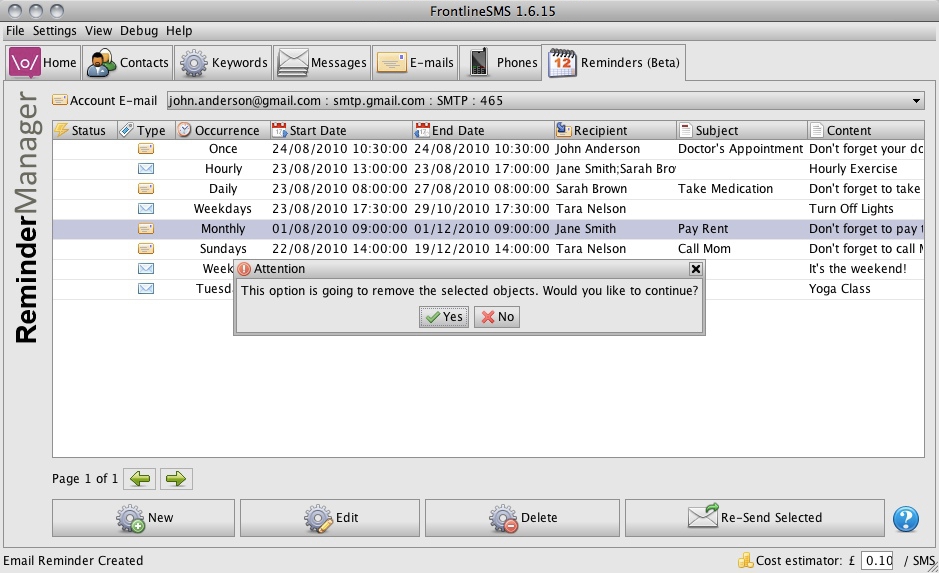 FrontlineSMS 1.6.15
File Settings View Debug Help
\o/ Home Contacts Keywords Messages E-mails Phones 12 Reminders (Beta)
Account E-mail john.anderson@gmail.com : smtp.gmail.com : SMTP : 465
ReminderManager
Status Type Occurrence Start Date End Date Recipient Subject Content
Once 24/08/2010 10:30:00 24/08/2010 10:30:00 John Anderson Doctor's Appointment Don't forget your do
Hourly 23/08/2010 13:00:00 23/08/2010 17:00:00 Jane Smith;Sarah Bro Hourly Exercise
Daily 23/08/2010 08:00:00 27/08/2010 08:00:00 Sarah Brown Take Medication Don't forget to take
Weekdays 23/08/2010 17:30:00 29/10/2010 17:30:00 Tara Nelson Turn Off Lights
Monthly 01/08/2010 09:00:00 01/12/2010 09:00:00 Jane Smith Pay Rent Don't forget to pay
Sundays 22/08/2010 14:00:00 19/12/2010 14:00:00 Tara Nelson Call Mom Don't forget to call
Week It's the weekend!
Tuesd Yoga Class
Attention
This option is going to remove the selected objects. Would you like to continue?
Yes No
Page 1 of 1
New Edit Delete Re-Send Selected ?
Email Reminder Created Cost estimator: £ 0.10 / SMS